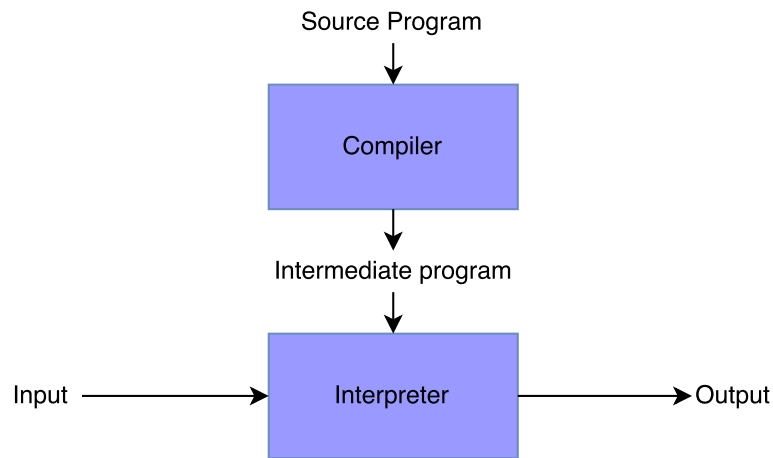 Source Program
Compiler
Intermediate program
Input
Interpreter
Output